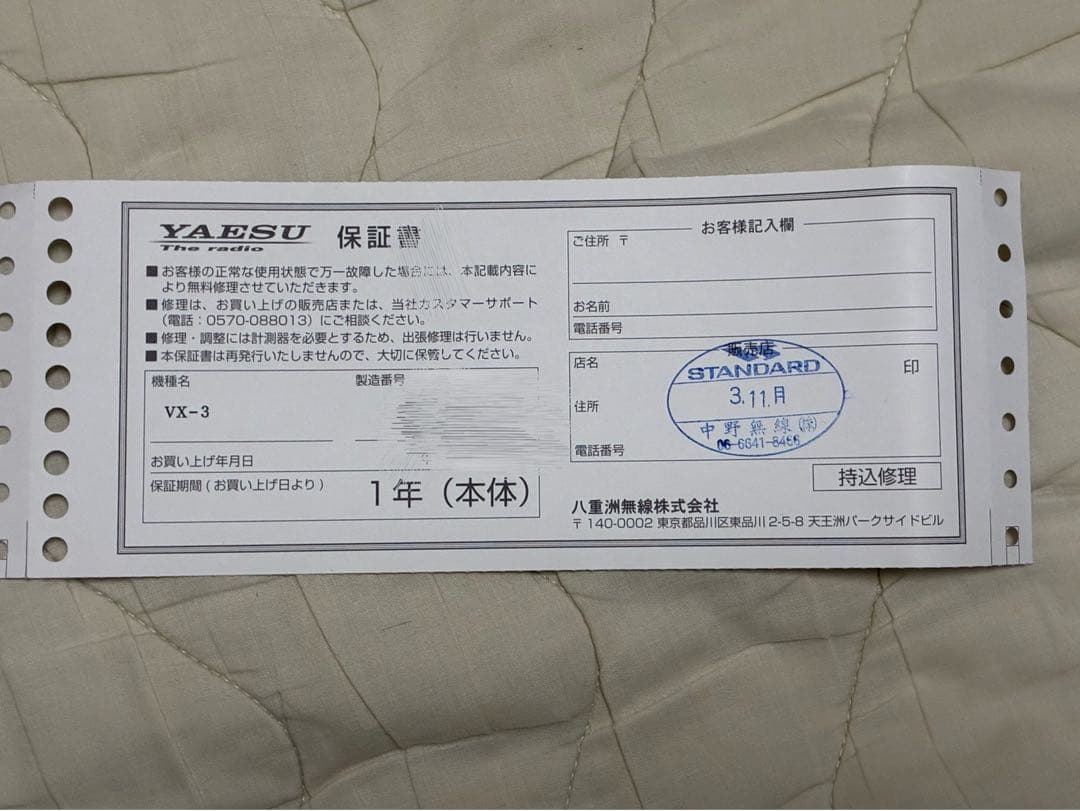 YAESU
The radio
保証書
■お客様の正常な使用状態で万一故障した場合には、本記載内容に
より無料修理させていただきます。
■修理は、お買い上げの販売店または、当社カスタマーサポート
(電話：0570-088013) にご相談ください。
■修理・調整には計測器を必要とするため、出張修理は行いません。
■本保証書は再発行いたしませんので、大切に保管してください。
機種名
製造番号
VX-3
お買い上げ年月日
保証期間 (お買い上げ日より)
1年 (本体)
お客様記入欄
ご住所 〒
お名前
電話番号
販売店
店名
印
住所
電話番号
STANDARD
3.11.月
中野無線(株)
06-6641-8466
持込修理
八重洲無線株式会社
〒140-0002 東京都品川区東品川 2-5-8 天王洲パークサイドビル